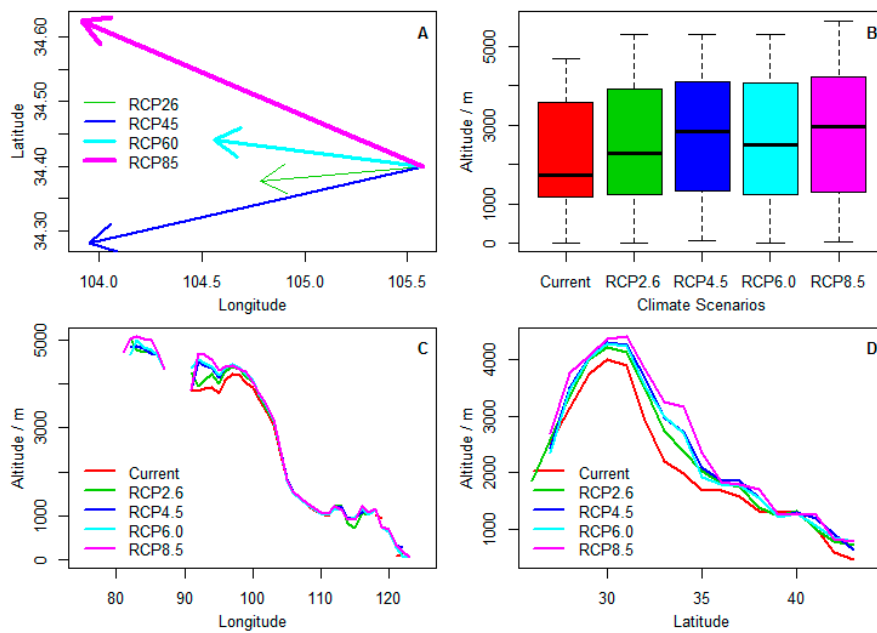 A
Latitude
34.60
34.50
34.40
34.30
RCP26
RCP45
RCP60
RCP85
104.0
104.5
105.0
105.5
Longitude
B
Altitude / m
5000
3000
1000
0
Current
RCP2.6
RCP4.5
RCP6.0
RCP8.5
Climate Scenarios
C
Altitude / m
5000
3000
1000
0
Current
RCP2.6
RCP4.5
RCP6.0
RCP8.5
80
90
100
110
120
Longitude
D
Altitude / m
4000
3000
2000
1000
Current
RCP2.6
RCP4.5
RCP6.0
RCP8.5
30
35
40
Latitude